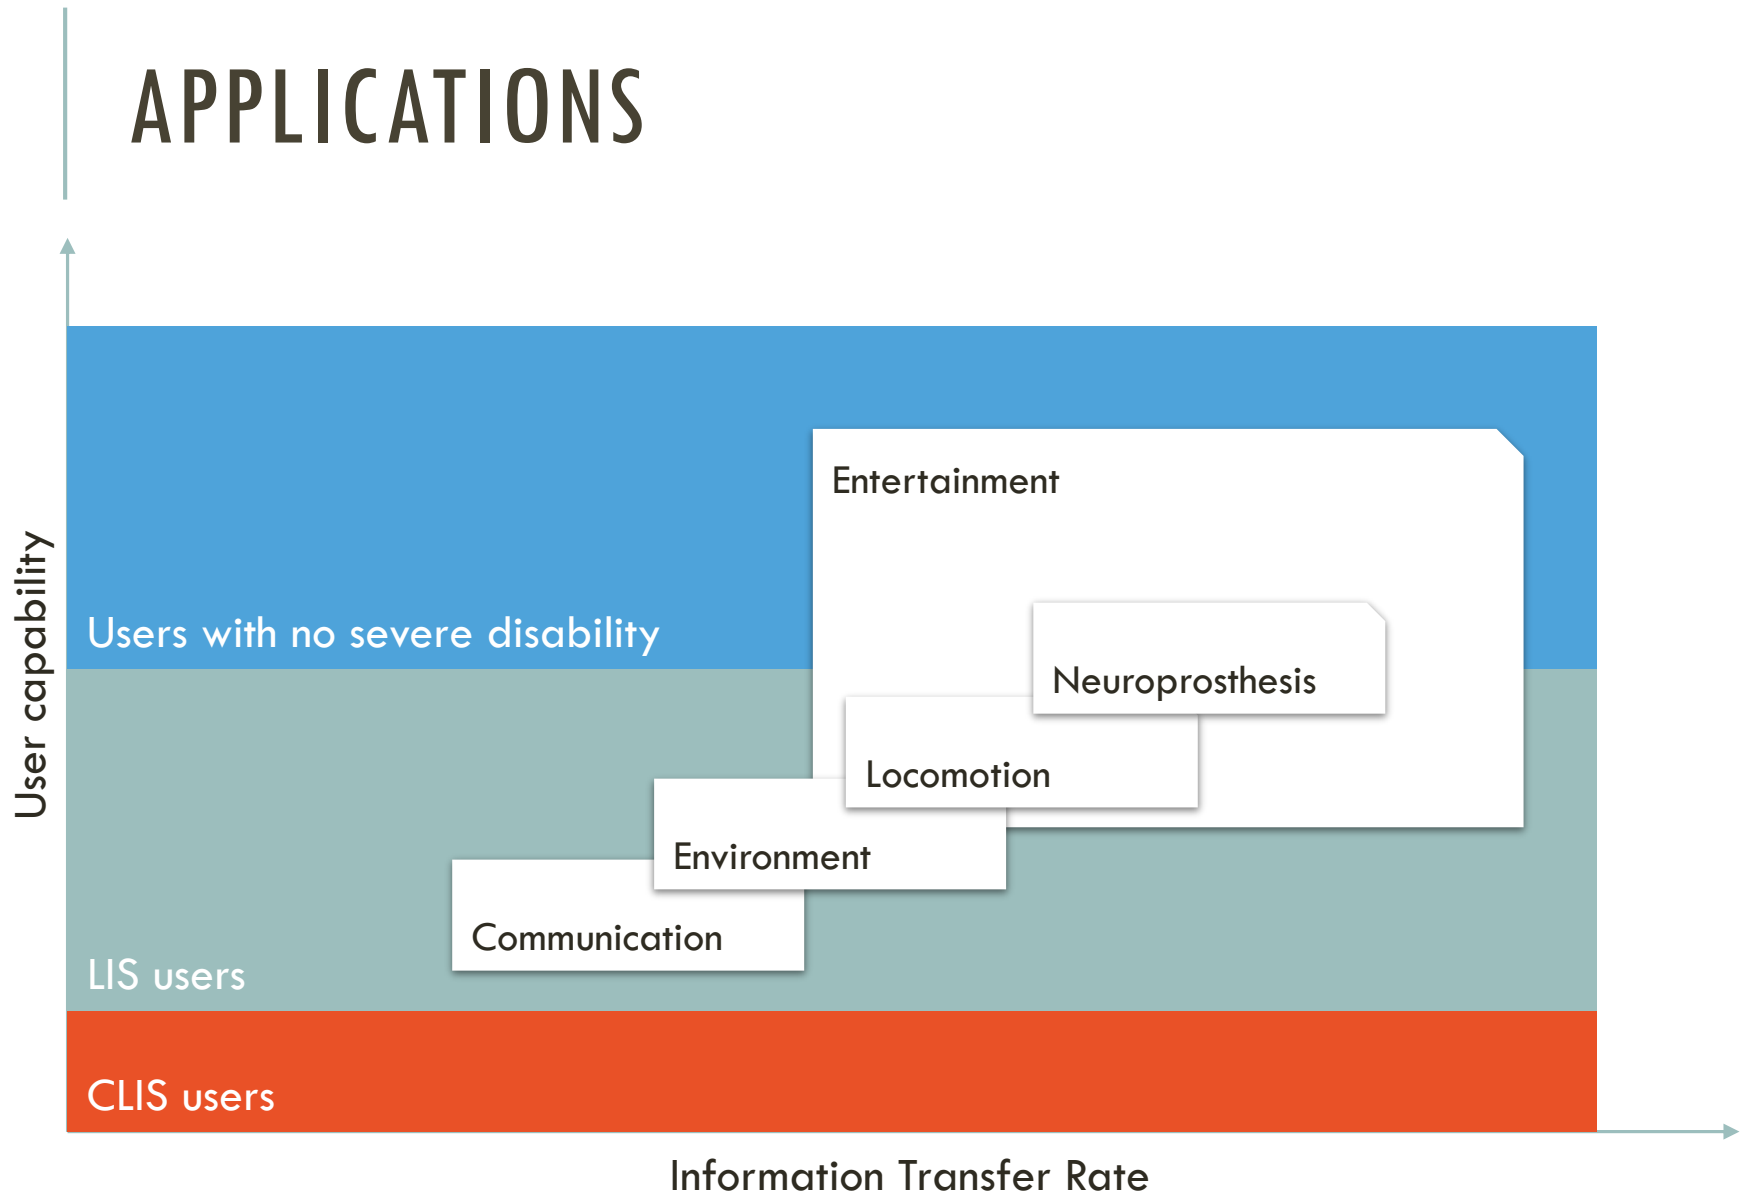 APPLICATIONS
User capability
Entertainment
Users with no severe disability
Neuroprosthesis
Locomotion
Environment
Communication
LIS users
CLIS users
Information Transfer Rate